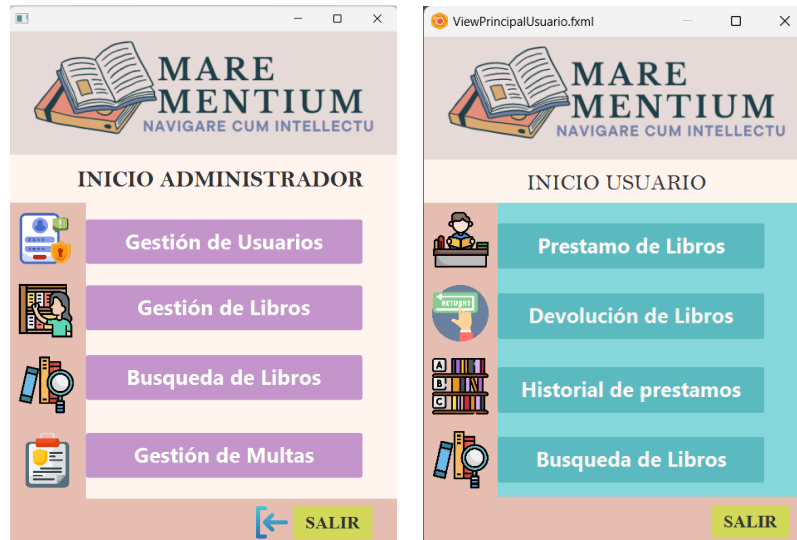 MARE
MENTIUM
NAVIGARE CUM INTELLECTU
INICIO ADMINISTRADOR
Gestión de Usuarios
Gestión de Libros
Busqueda de Libros
Gestión de Multas
SALIR
ViewPrincipalUsuario.fxml
MARE
MENTIUM
NAVIGARE CUM INTELLECTU
INICIO USUARIO
Prestamo de Libros
RETURNS
Devolución de Libros
A
B
C
Historial de prestamos
Busqueda de Libros
SALIR